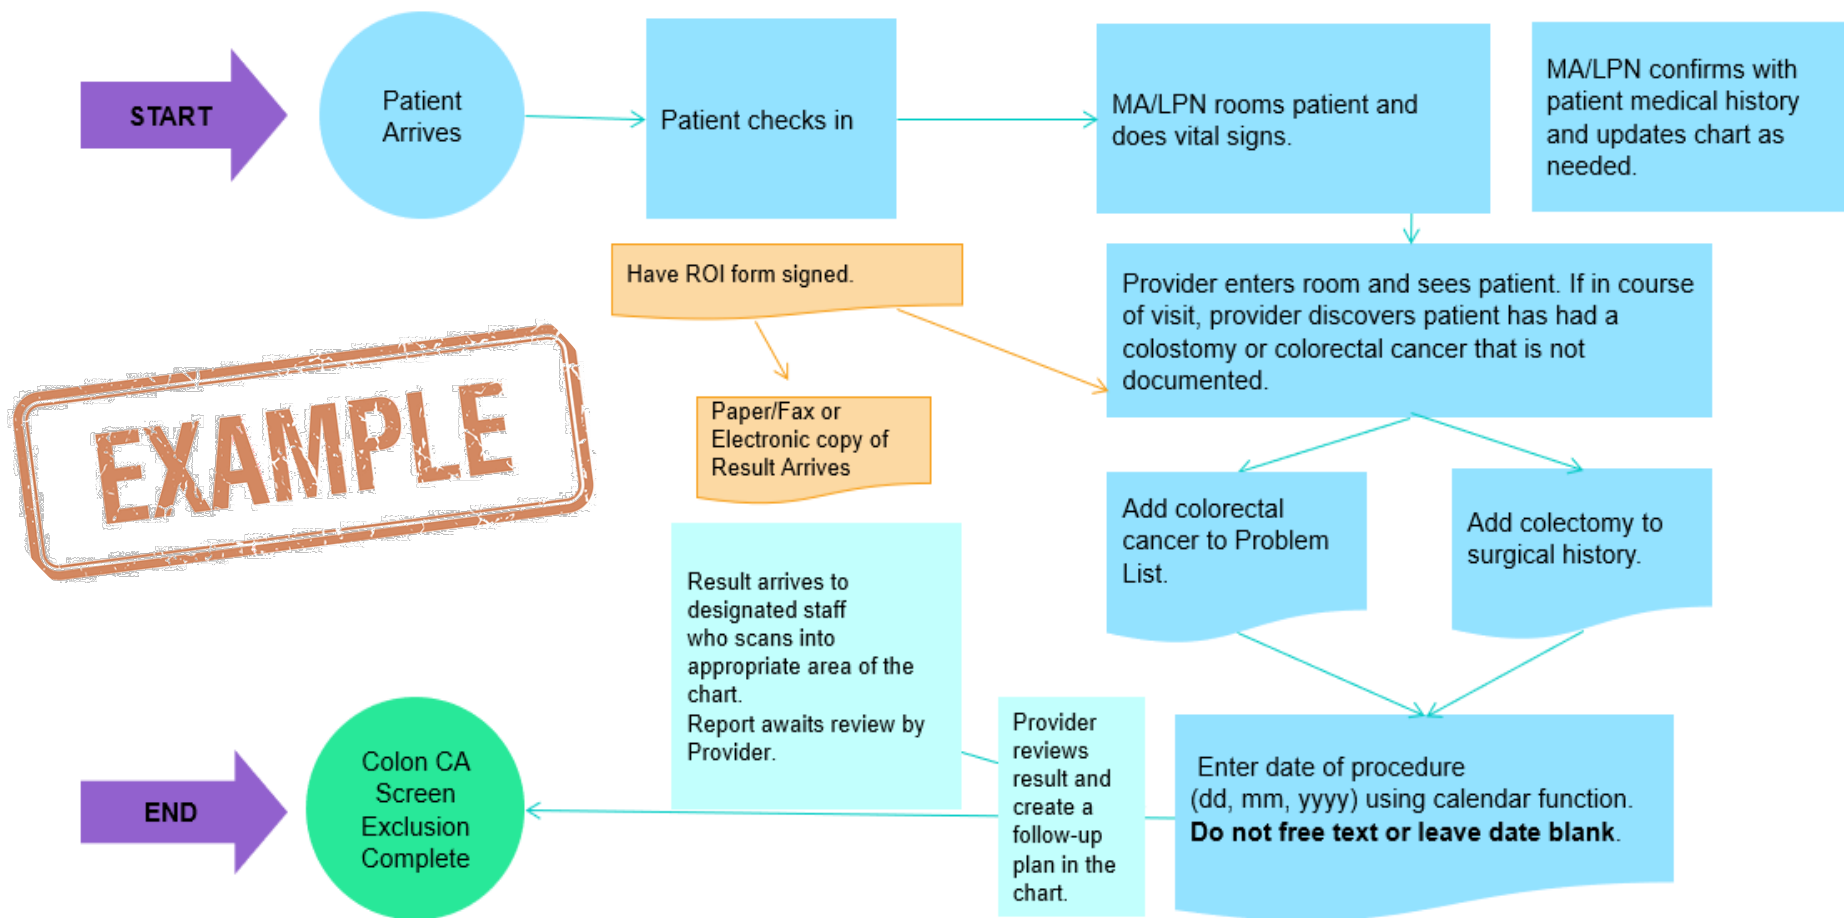 START
Patient
Arrives
Patient checks in
MA/LPN rooms patient and
does vital signs.
MA/LPN confirms with
patient medical history
and updates chart as
needed.
Have ROI form signed.
Provider enters room and sees patient. If in course
of visit, provider discovers patient has had a
colostomy or colorectal cancer that is not
documented.
EXAMPLE
Paper/Fax or
Electronic copy of
Result Arrives
Add colorectal
cancer to Problem
List.
Add colectomy to
surgical history.
Result arrives to
designated staff
who scans into
appropriate area of the
chart.
Report awaits review by
Provider.
Provider
reviews
result and
create a
follow-up
plan in the
chart.
Enter date of procedure
(dd, mm, yyyy) using calendar function.
Do not free text or leave date blank.
END
Colon CA
Screen
Exclusion
Complete